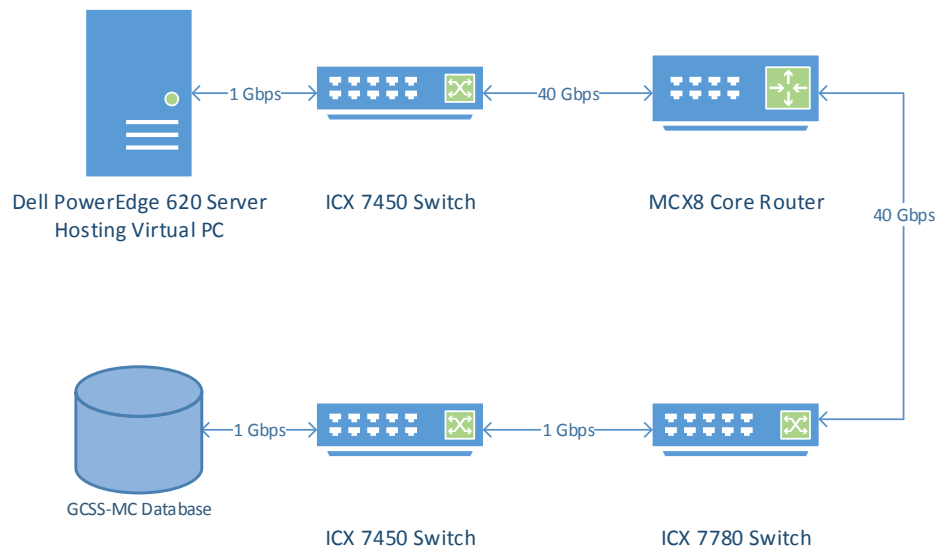 1 Gbps
40 Gbps
Dell PowerEdge 620 Server
Hosting Virtual PC
ICX 7450 Switch
MCX8 Core Router
40 Gbps
1 Gbps
1 Gbps
GCSS-MC Database
ICX 7450 Switch
ICX 7780 Switch